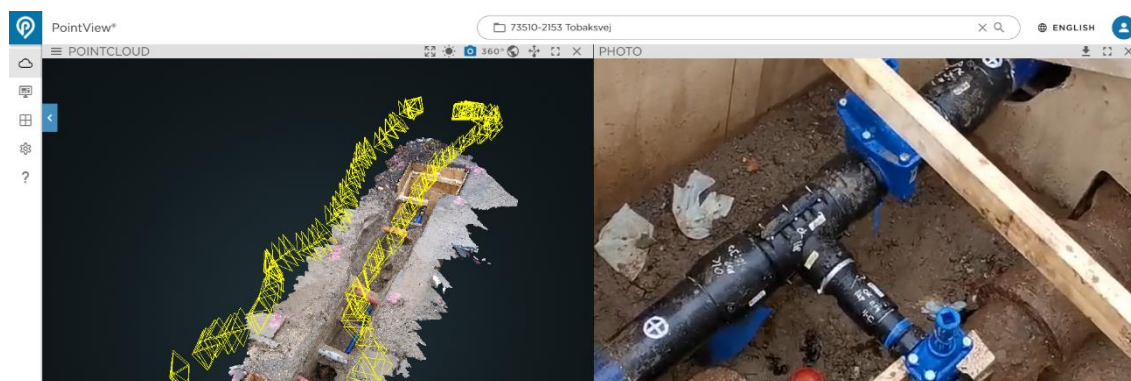 PointView®
73510-2153 Tobaksvej
ENGLISH
POINTCLOUD
360°
PHOTO
?